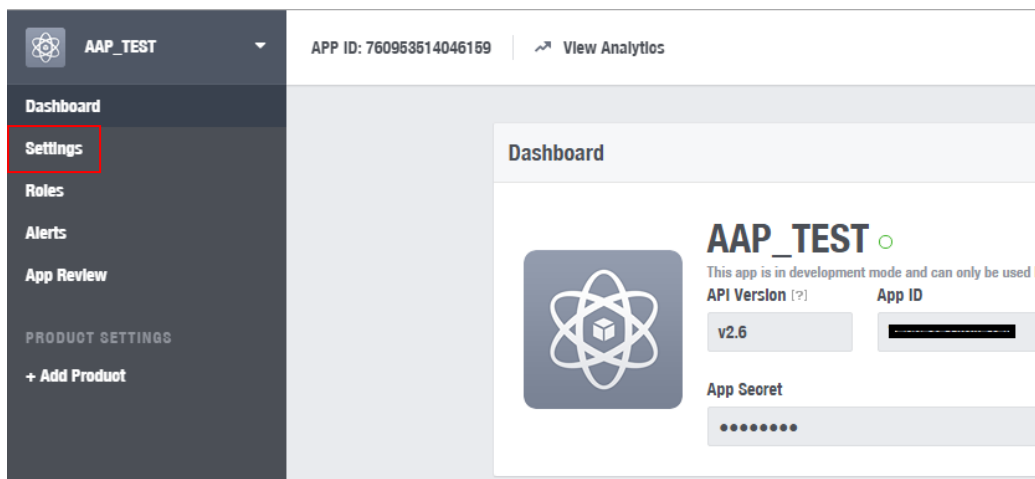 AAP_TEST
APP ID: 760953514046159
View Analytics
Dashboard
Settings
Roles
Alerts
App Review
PRODUCT SETTINGS
+ Add Product
Dashboard
AAP_TEST
This app is in development mode and can only be used
API Version [?]
App ID
v2.6
App Secret
••••••••